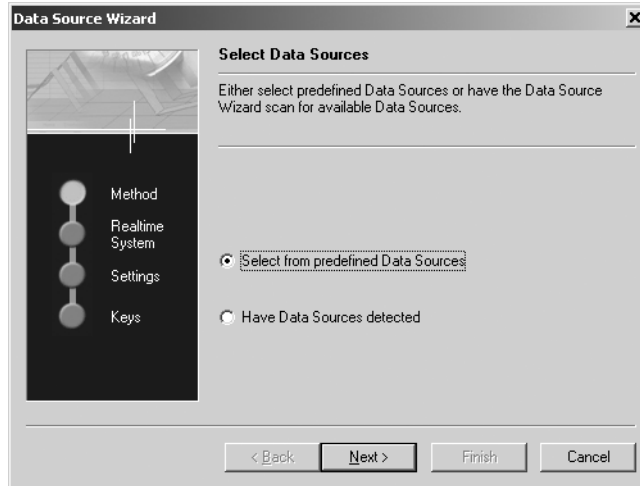 Data Source Wizard
Select Data Sources
Either select predefined Data Sources or have the Data Source
Wizard scan for available Data Sources.
Method
Realtime
System
Settings
Keys
Select from predefined Data Sources
Have Data Sources detected
< Back
Next >
Finish
Cancel